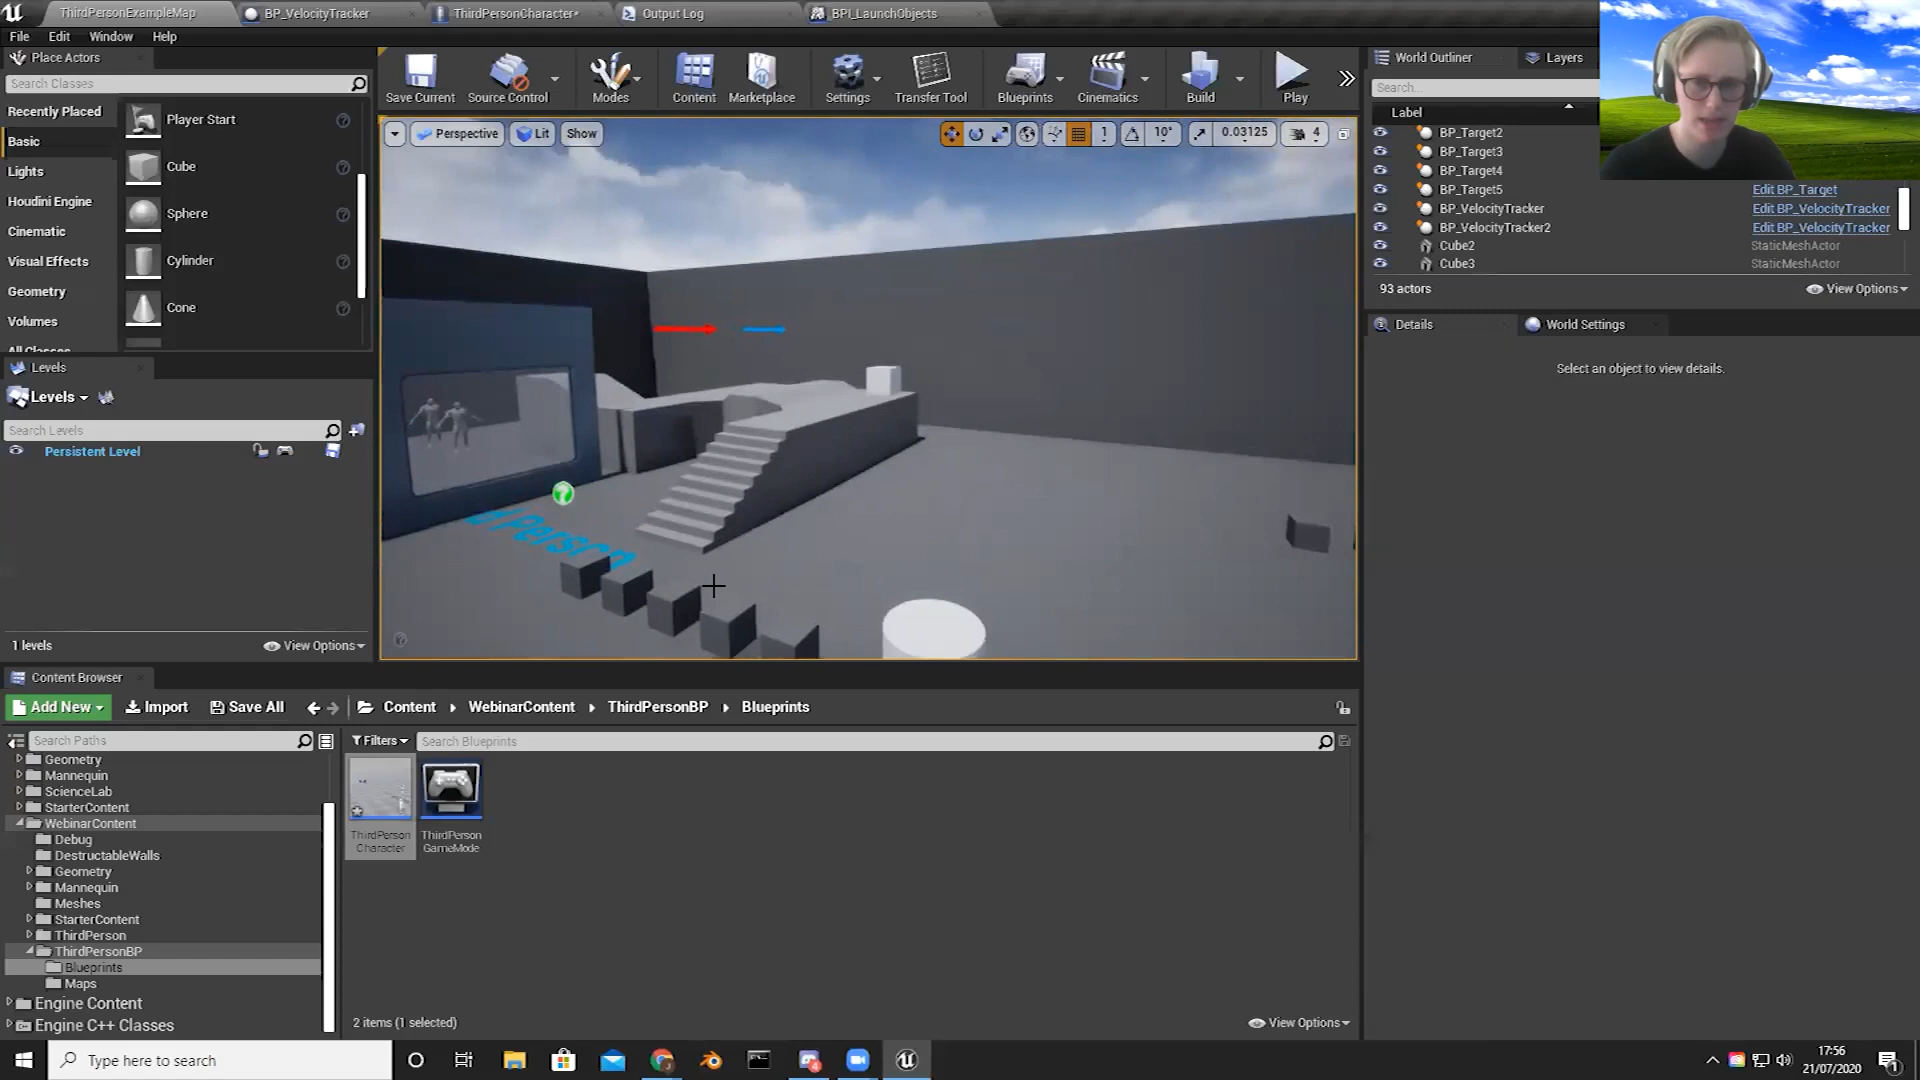 ThirdPersonExampleMap
BP_VelocityTracker
ThirdPersonCharacter*
Output Log
BPI_LaunchObjects
File
Edit
Window
Help
Place Actors
Search Classes
Recently Placed
Basic
Lights
Houdini Engine
Cinematic
Visual Effects
Geometry
Volumes
All Classes
Player Start
Cube
Sphere
Cylinder
Cone
Levels
Levels
Search Levels
Persistent Level
1 levels
View Options
Save Current
Source Control
Modes
Content
Marketplace
Settings
Transfer Tool
Blueprints
Cinematics
Build
Play
Perspective
Lit
Show
1
10°
0.03125
4
d Person
World Outliner
Layers
Search...
Label
BP_Target2
BP_Target3
BP_Target4
BP_Target5
Edit BP_Target
BP_VelocityTracker
Edit BP_VelocityTracker
BP_VelocityTracker2
Edit BP_VelocityTracker
Cube2
StaticMeshActor
Cube3
StaticMeshActor
93 actors
View Options
Details
World Settings
Select an object to view details.
Content Browser
Add New
Import
Save All
Content
WebinarContent
ThirdPersonBP
Blueprints
Search Paths
Filters
Search Blueprints
Geometry
Mannequin
ScienceLab
StarterContent
WebinarContent
Debug
DestructableWalls
Geometry
Mannequin
Meshes
StarterContent
ThirdPerson
ThirdPersonBP
Blueprints
Maps
Engine Content
Engine C++ Classes
ThirdPerson
Character
ThirdPerson
GameMode
2 items (1 selected)
View Options
Type here to search
17:56
21/07/2020